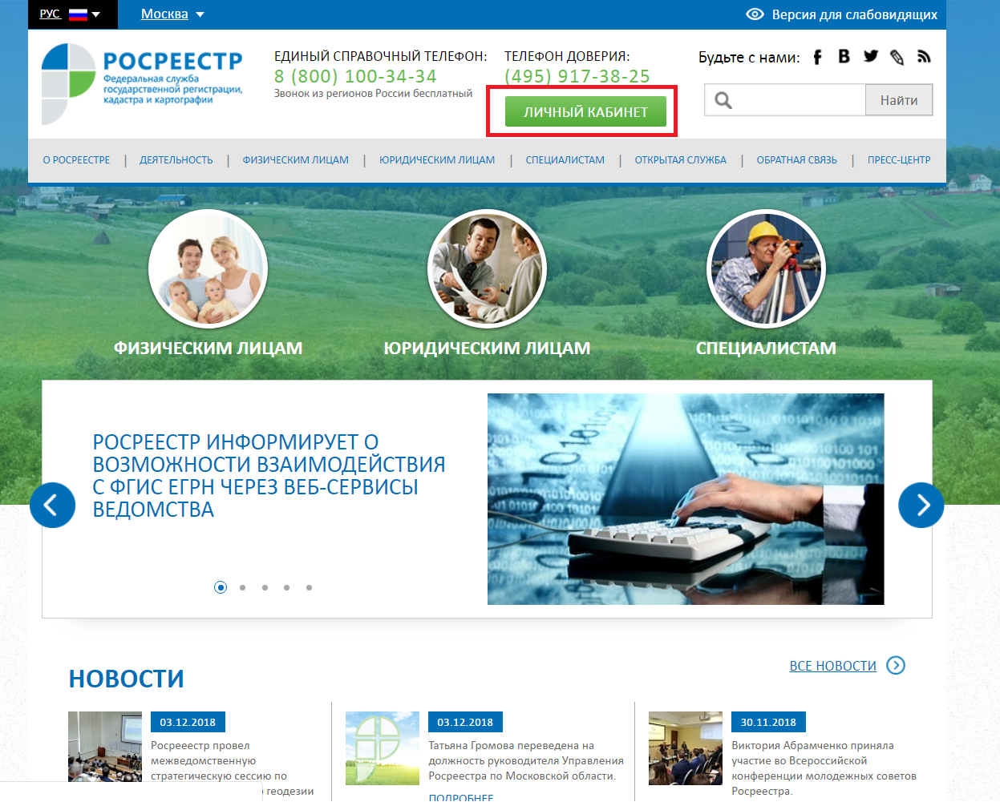 РУС
Москва
Версия для слабовидящих
РОСРЕЕСТР
Федеральная служба
государственной регистрации,
кадастра и картографии
ЕДИНЫЙ СПРАВОЧНЫЙ ТЕЛЕФОН:
8 (800) 100-34-34
Звонок из регионов России бесплатный
ТЕЛЕФОН ДОВЕРИЯ:
(495) 917-38-25
ЛИЧНЫЙ КАБИНЕТ
Будьте с нами:
Найти
О РОСРЕЕСТРЕ | ДЕЯТЕЛЬНОСТЬ | ФИЗИЧЕСКИМ ЛИЦАМ | ЮРИДИЧЕСКИМ ЛИЦАМ | СПЕЦИАЛИСТАМ | ОТКРЫТАЯ СЛУЖБА | ОБРАТНАЯ СВЯЗЬ | ПРЕСС-ЦЕНТР
ФИЗИЧЕСКИМ ЛИЦАМ
ЮРИДИЧЕСКИМ ЛИЦАМ
СПЕЦИАЛИСТАМ
РОСРЕЕСТР ИНФОРМИРУЕТ О
ВОЗМОЖНОСТИ ВЗАИМОДЕЙСТВИЯ
С ФГИС ЕГРН ЧЕРЕЗ ВЕБ-СЕРВИСЫ
ВЕДОМСТВА
НОВОСТИ
ВСЕ НОВОСТИ
03.12.2018
Росрееестр провел
межведомственную
стратегическую сессию по
геодезии
03.12.2018
Татьяна Громова переведена на
должность руководителя Управления
Росреестра по Московской области.
ПОДРОБНЕЕ
30.11.2018
Виктория Абрамченко приняла
участие во Всероссийской
конференции молодежных советов
Росреестра.